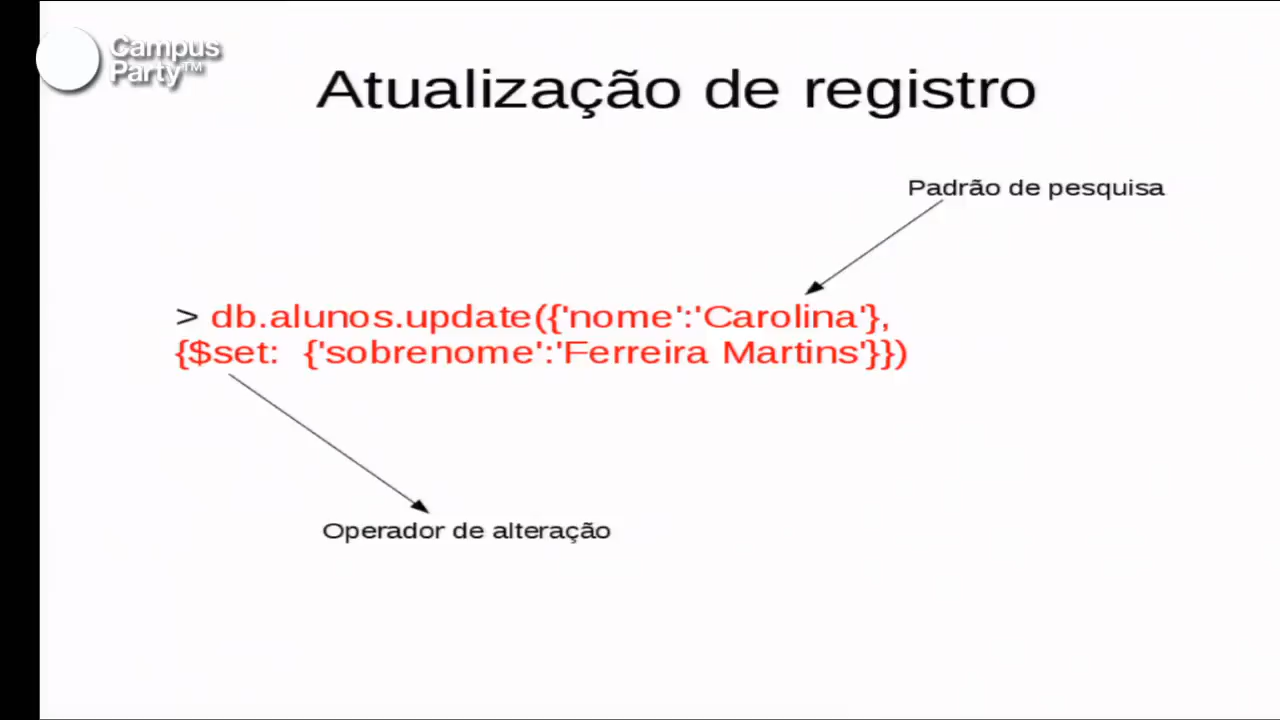 Campus
Party™
Atualização de registro
Padrão de pesquisa
> db.alunos.update({'nome':'Carolina'},
{$set:  {'sobrenome':'Ferreira Martins'}})
Operador de alteração